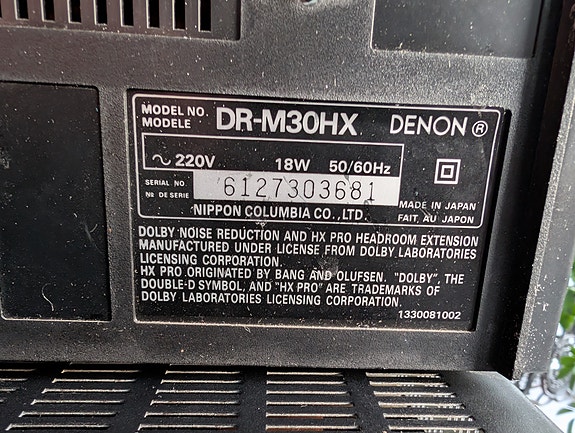 MODEL NO. DR-M30HX DENON ®
MODELE
~ 220V 18W 50/60Hz
SERIAL NO 6127303681
Nº DE SERIE
MADE IN JAPAN
NIPPON COLUMBIA CO., LTD. FAIT, AU JAPON
DOLBY NOISE REDUCTION AND HX PRO HEADROOM EXTENSION
MANUFACTURED UNDER LICENSE FROM DOLBY LABORATORIES
LICENSING CORPORATION.
HX PRO ORIGINATED BY BANG AND OLUFSEN. "DOLBY", THE
DOUBLE-D SYMBOL, AND "HX PRO" ARE TRADEMARKS OF
DOLBY LABORATORIES LICENSING CORPORATION.
1330081002